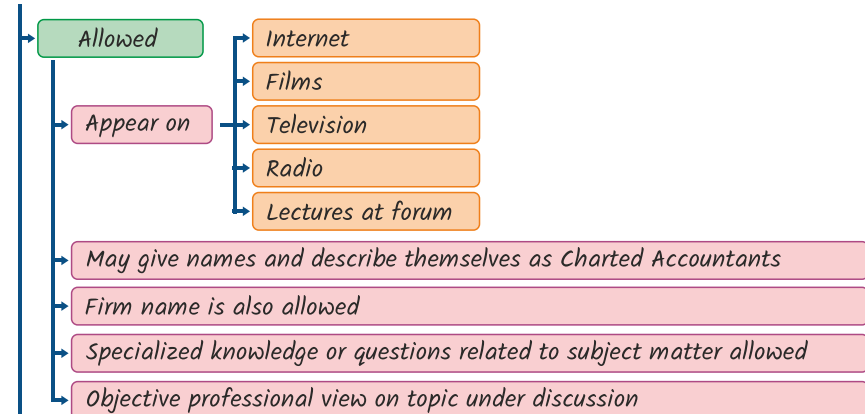 Allowed
Appear on
Internet
Films
Television
Radio
Lectures at forum
May give names and describe themselves as Charted Accountants
Firm name is also allowed
Specialized knowledge or questions related to subject matter allowed
Objective professional view on topic under discussion